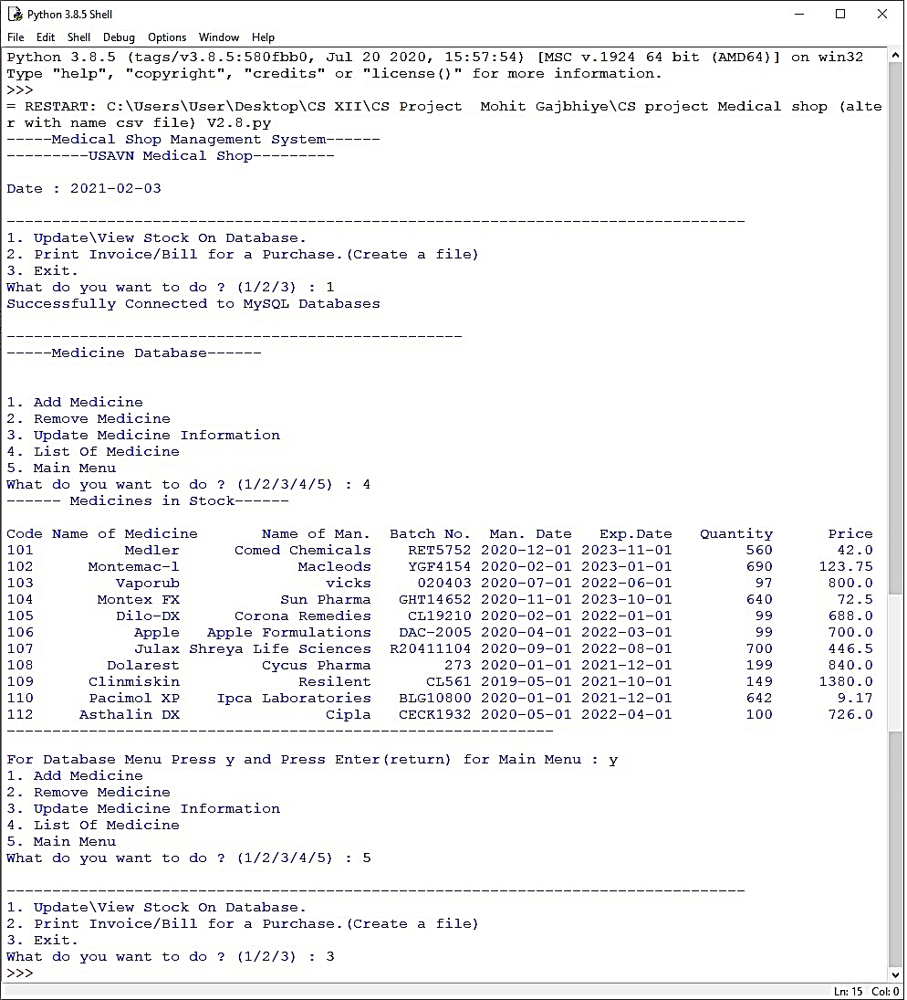 Python 3.8.5 Shell
File Edit Shell Debug Options Window Help
Python 3.8.5 (tags/v3.8.5:580fbb0, Jul 20 2020, 15:57:54) [MSC v.1924 64 bit (AMD64)] on win32
Type "help", "copyright", "credits" or "license()" for more information.
>>>
= RESTART: C:\Users\User\Desktop\CS XII\CS Project  Mohit Gajbhiye\CS project Medical shop (alte
r with name csv file) V2.8.py
-----Medical Shop Management System------
---------USAVN Medical Shop---------
Date : 2021-02-03
---------------------------------------------------------------------------------
1. Update\View Stock On Database.
2. Print Invoice/Bill for a Purchase.(Create a file)
3. Exit.
What do you want to do ? (1/2/3) : 1
Successfully Connected to MySQL Databases
--------------------------------------------------
-----Medicine Database------
1. Add Medicine
2. Remove Medicine
3. Update Medicine Information
4. List Of Medicine
5. Main Menu
What do you want to do ? (1/2/3/4/5) : 4
------ Medicines in Stock------
Code Name of Medicine       Name of Man.  Batch No.  Man. Date   Exp.Date   Quantity      Price
101             Medler      Comed Chemicals    RET5752 2020-12-01 2023-11-01        560       42.0
102         Montemac-l             Macleods    YGF4154 2020-02-01 2023-01-01        690     123.75
103            Vaporub                vicks     020403 2020-07-01 2022-06-01         97      800.0
104          Montex FX           Sun Pharma   GHT14652 2020-11-01 2023-10-01        640       72.5
105            Dilo-DX      Corona Remedies    CL19210 2020-02-01 2022-01-01         99      688.0
106              Apple   Apple Formulations   DAC-2005 2020-04-01 2022-03-01         99      700.0
107              Julax Shreya Life Sciences  R20411104 2020-09-01 2022-08-01        700      446.5
108           Dolarest         Cycus Pharma        273 2020-01-01 2021-12-01        199      840.0
109         Clinmiskin             Resilent      CL561 2019-05-01 2021-10-01        149     1380.0
110         Pacimol XP    Ipca Laboratories   BLG10800 2020-01-01 2021-12-01        642       9.17
112        Asthalin DX                Cipla   CECK1932 2020-05-01 2022-04-01        100      726.0
------------------------------------------------------------
For Database Menu Press y and Press Enter(return) for Main Menu : y
1. Add Medicine
2. Remove Medicine
3. Update Medicine Information
4. List Of Medicine
5. Main Menu
What do you want to do ? (1/2/3/4/5) : 5
---------------------------------------------------------------------------------
1. Update\View Stock On Database.
2. Print Invoice/Bill for a Purchase.(Create a file)
3. Exit.
What do you want to do ? (1/2/3) : 3
>>>
Ln: 15 Col: 0